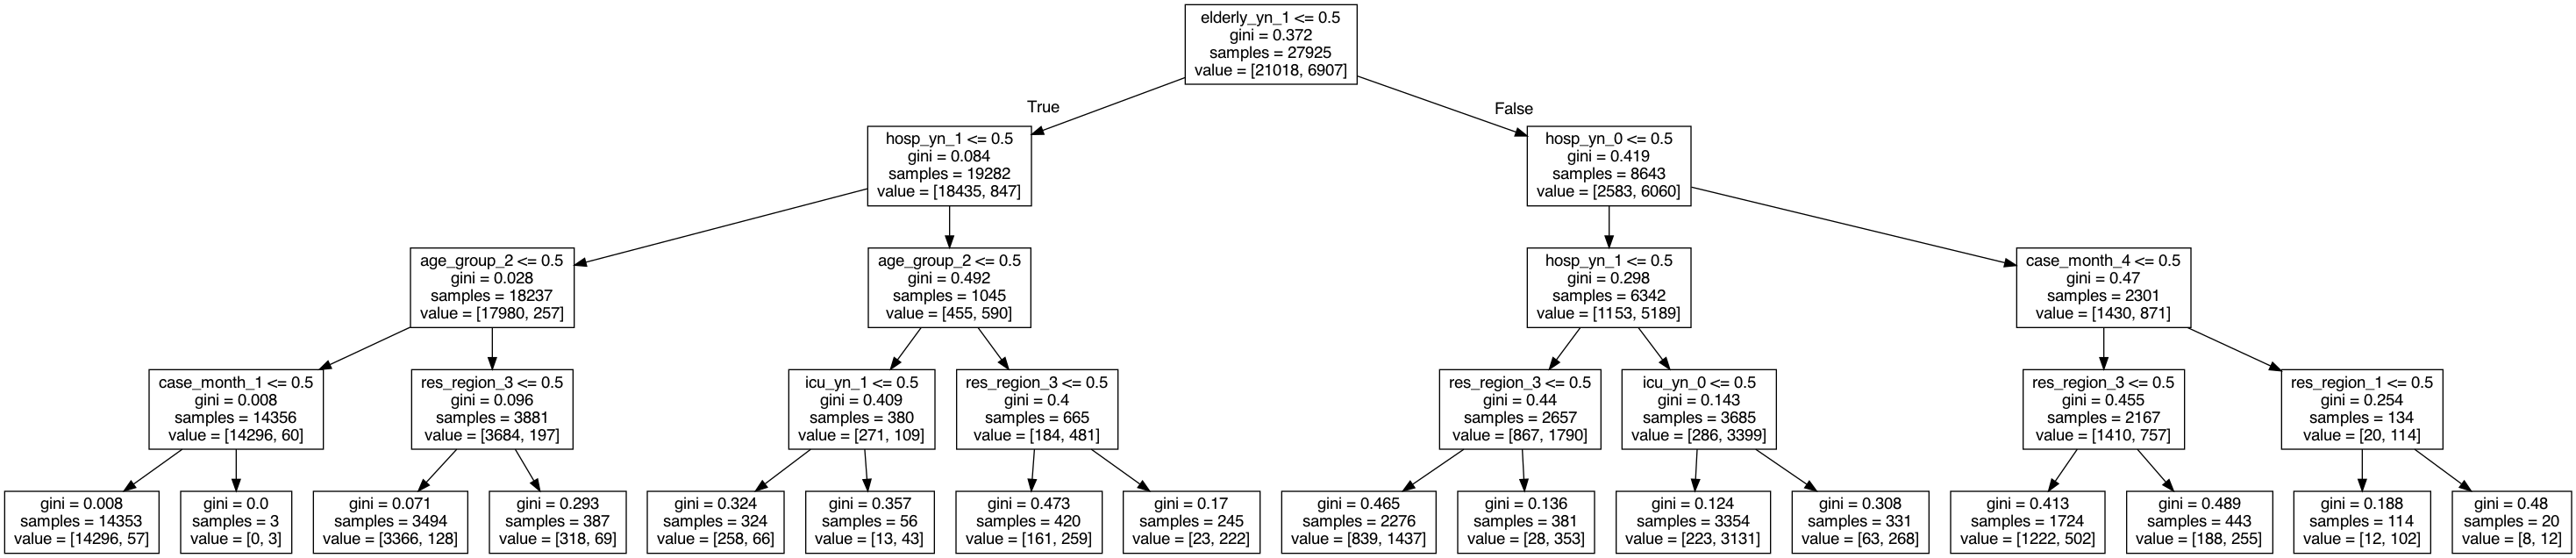 elderly_yn_1 <= 0.5
gini = 0.372
samples = 27925
value = [21018, 6907]
True
False
hosp_yn_1 <= 0.5
gini = 0.084
samples = 19282
value = [18435, 847]
hosp_yn_0 <= 0.5
gini = 0.419
samples = 8643
value = [2583, 6060]
age_group_2 <= 0.5
gini = 0.028
samples = 18237
value = [17980, 257]
age_group_2 <= 0.5
gini = 0.492
samples = 1045
value = [455, 590]
hosp_yn_1 <= 0.5
gini = 0.298
samples = 6342
value = [1153, 5189]
case_month_4 <= 0.5
gini = 0.47
samples = 2301
value = [1430, 871]
case_month_1 <= 0.5
gini = 0.008
samples = 14356
value = [14296, 60]
res_region_3 <= 0.5
gini = 0.096
samples = 3881
value = [3684, 197]
icu_yn_1 <= 0.5
gini = 0.409
samples = 380
value = [271, 109]
res_region_3 <= 0.5
gini = 0.4
samples = 665
value = [184, 481]
res_region_3 <= 0.5
gini = 0.44
samples = 2657
value = [867, 1790]
icu_yn_0 <= 0.5
gini = 0.143
samples = 3685
value = [286, 3399]
res_region_3 <= 0.5
gini = 0.455
samples = 2167
value = [1410, 757]
res_region_1 <= 0.5
gini = 0.254
samples = 134
value = [20, 114]
gini = 0.008
samples = 14353
value = [14296, 57]
gini = 0.0
samples = 3
value = [0, 3]
gini = 0.071
samples = 3494
value = [3366, 128]
gini = 0.293
samples = 387
value = [318, 69]
gini = 0.324
samples = 324
value = [258, 66]
gini = 0.357
samples = 56
value = [13, 43]
gini = 0.473
samples = 420
value = [161, 259]
gini = 0.17
samples = 245
value = [23, 222]
gini = 0.465
samples = 2276
value = [839, 1437]
gini = 0.136
samples = 381
value = [28, 353]
gini = 0.124
samples = 3354
value = [223, 3131]
gini = 0.308
samples = 331
value = [63, 268]
gini = 0.413
samples = 1724
value = [1222, 502]
gini = 0.489
samples = 443
value = [188, 255]
gini = 0.188
samples = 114
value = [12, 102]
gini = 0.48
samples = 20
value = [8, 12]